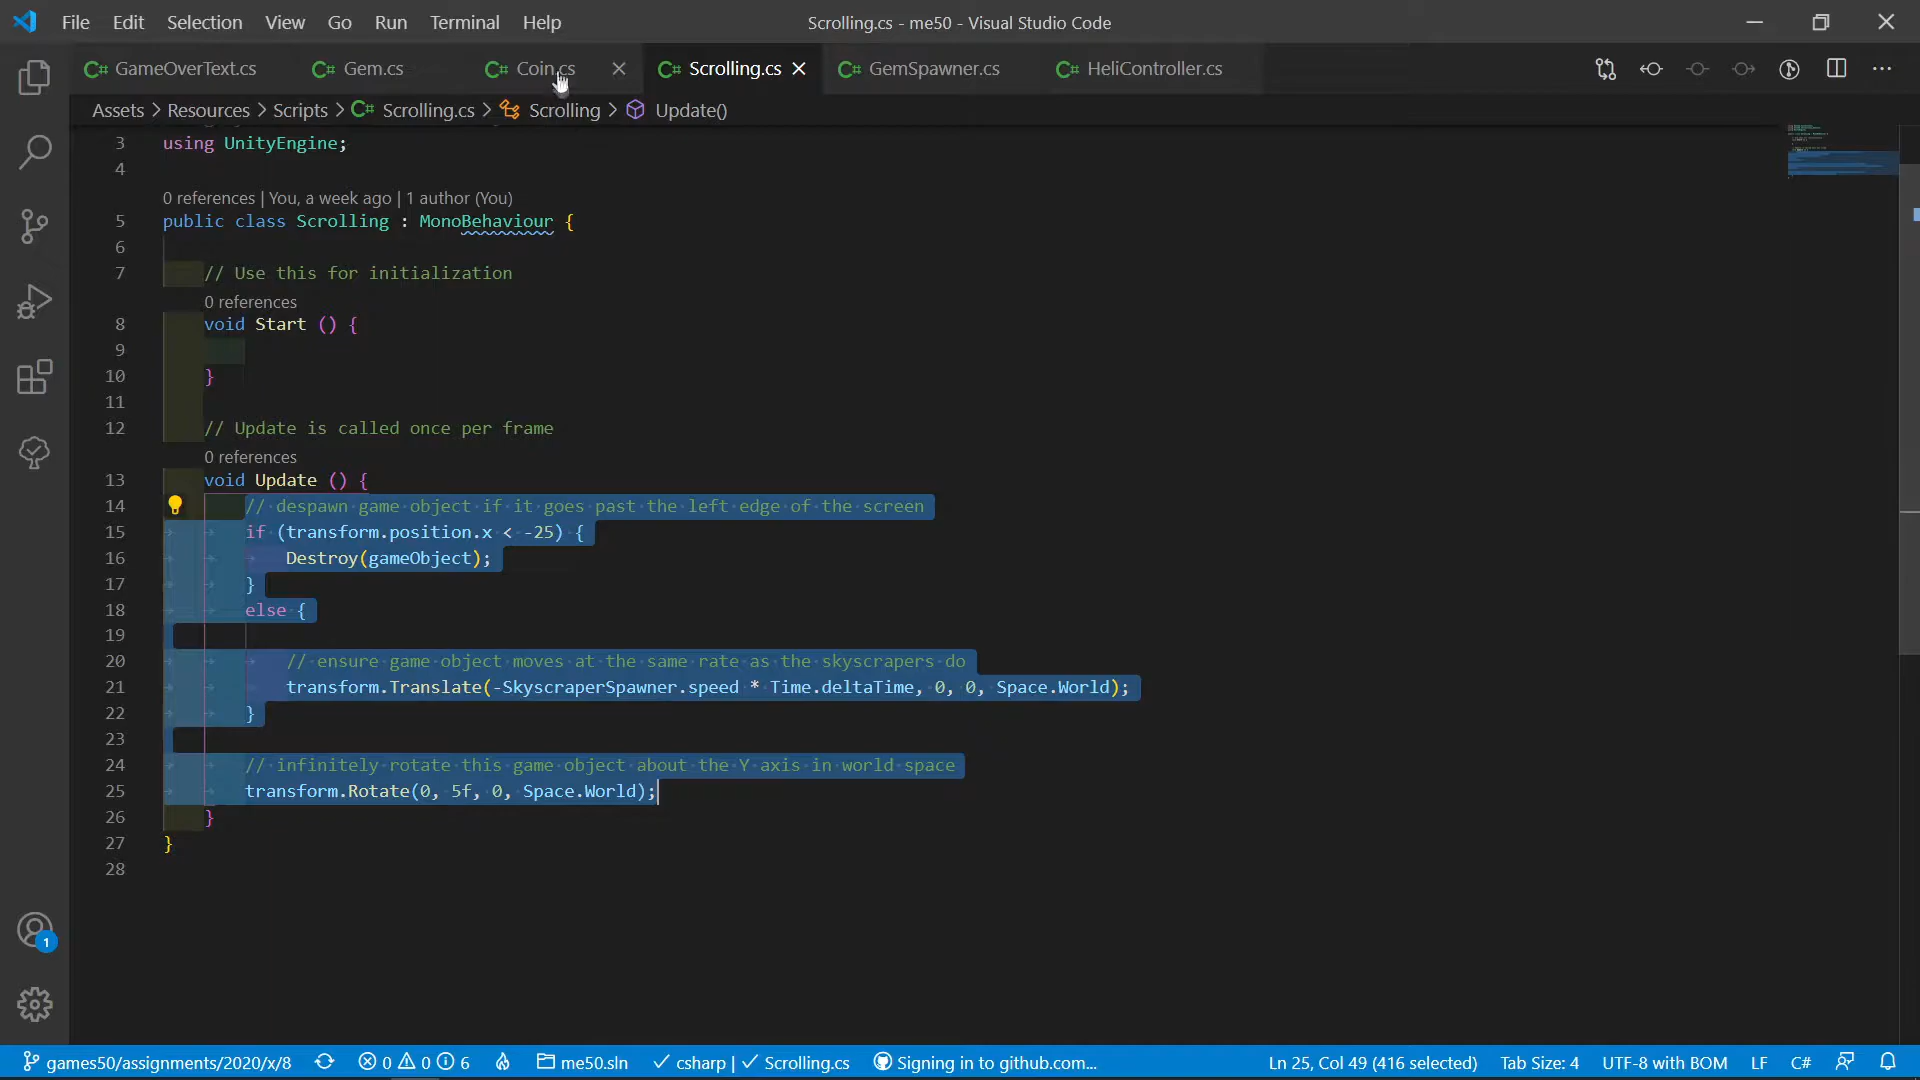 File Edit Selection View Go Run Terminal Help Scrolling.cs - me50 - Visual Studio Code
GameOverText.cs Gem.cs Coin.cs Scrolling.cs GemSpawner.cs HeliController.cs
Assets > Resources > Scripts > Scrolling.cs > Scrolling > Update()
3 using UnityEngine;
4
0 references | You, a week ago | 1 author (You)
5 public class Scrolling : MonoBehaviour {
6
7 // Use this for initialization
0 references
8 void Start () {
9
10 }
11
12 // Update is called once per frame
0 references
13 void Update () {
14 // despawn game object if it goes past the left edge of the screen
15 if (transform.position.x < -25) {
16 Destroy(gameObject);
17 }
18 else {
19
20 // ensure game object moves at the same rate as the skyscrapers do
21 transform.Translate(-SkyscraperSpawner.speed * Time.deltaTime, 0, 0, Space.World);
22 }
23
24 // infinitely rotate this game object about the Y axis in world space
25 transform.Rotate(0, 5f, 0, Space.World);
26 }
27 }
28
1
games50/assignments/2020/x/8 0 0 6 me50.sln csharp | Scrolling.cs Signing in to github.com... Ln 25, Col 49 (416 selected) Tab Size: 4 UTF-8 with BOM LF C#